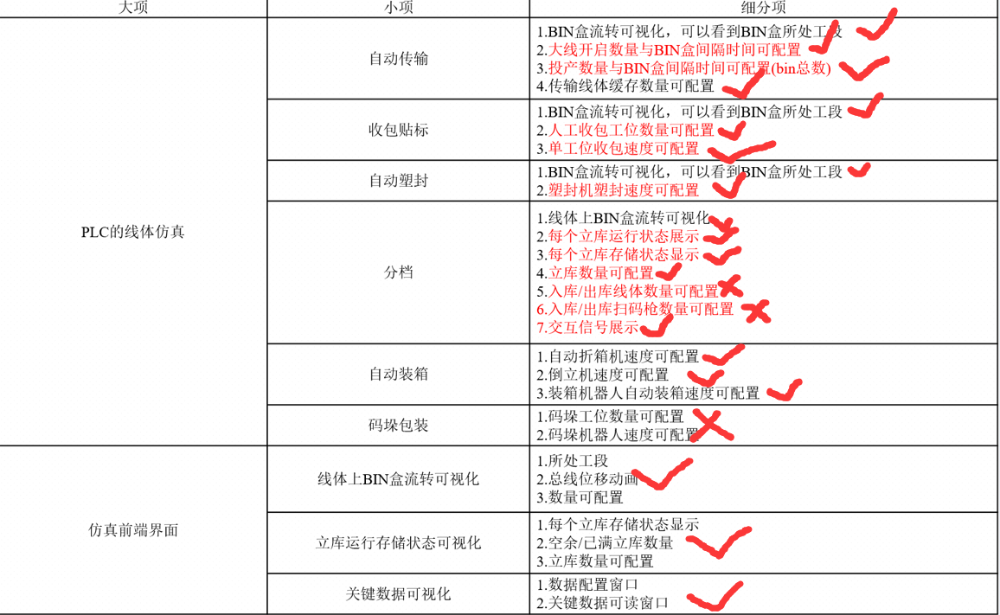 大项 小项 细分项
PLC的线体仿真
自动传输
1.BIN盒流转可视化，可以看到BIN盒所处工段
2.大线开启数量与BIN盒间隔时间可配置
3.投产数量与BIN盒间隔时间可配置(bin总数)
4.传输线体缓存数量可配置
收包贴标
1.BIN盒流转可视化，可以看到BIN盒所处工段
2.人工收包工位数量可配置
3.单工位收包速度可配置
自动塑封
1.BIN盒流转可视化，可以看到BIN盒所处工段
2.塑封机塑封速度可配置
分档
1.线体上BIN盒流转可视化
2.每个立库运行状态展示
3.每个立库存储状态显示
4.立库数量可配置
5.入库/出库线体数量可配置
6.入库/出库扫码枪数量可配置
7.交互信号展示
自动装箱
1.自动折箱机速度可配置
2.倒立机速度可配置
3.装箱机器人自动装箱速度可配置
码垛包装
1.码垛工位数量可配置
2.码垛机器人速度可配置
仿真前端界面
线体上BIN盒流转可视化
1.所处工段
2.总线位移动画
3.数量可配置
立库运行存储状态可视化
1.每个立库存储状态显示
2.空余/已满立库数量
3.立库数量可配置
关键数据可视化
1.数据配置窗口
2.关键数据可读窗口